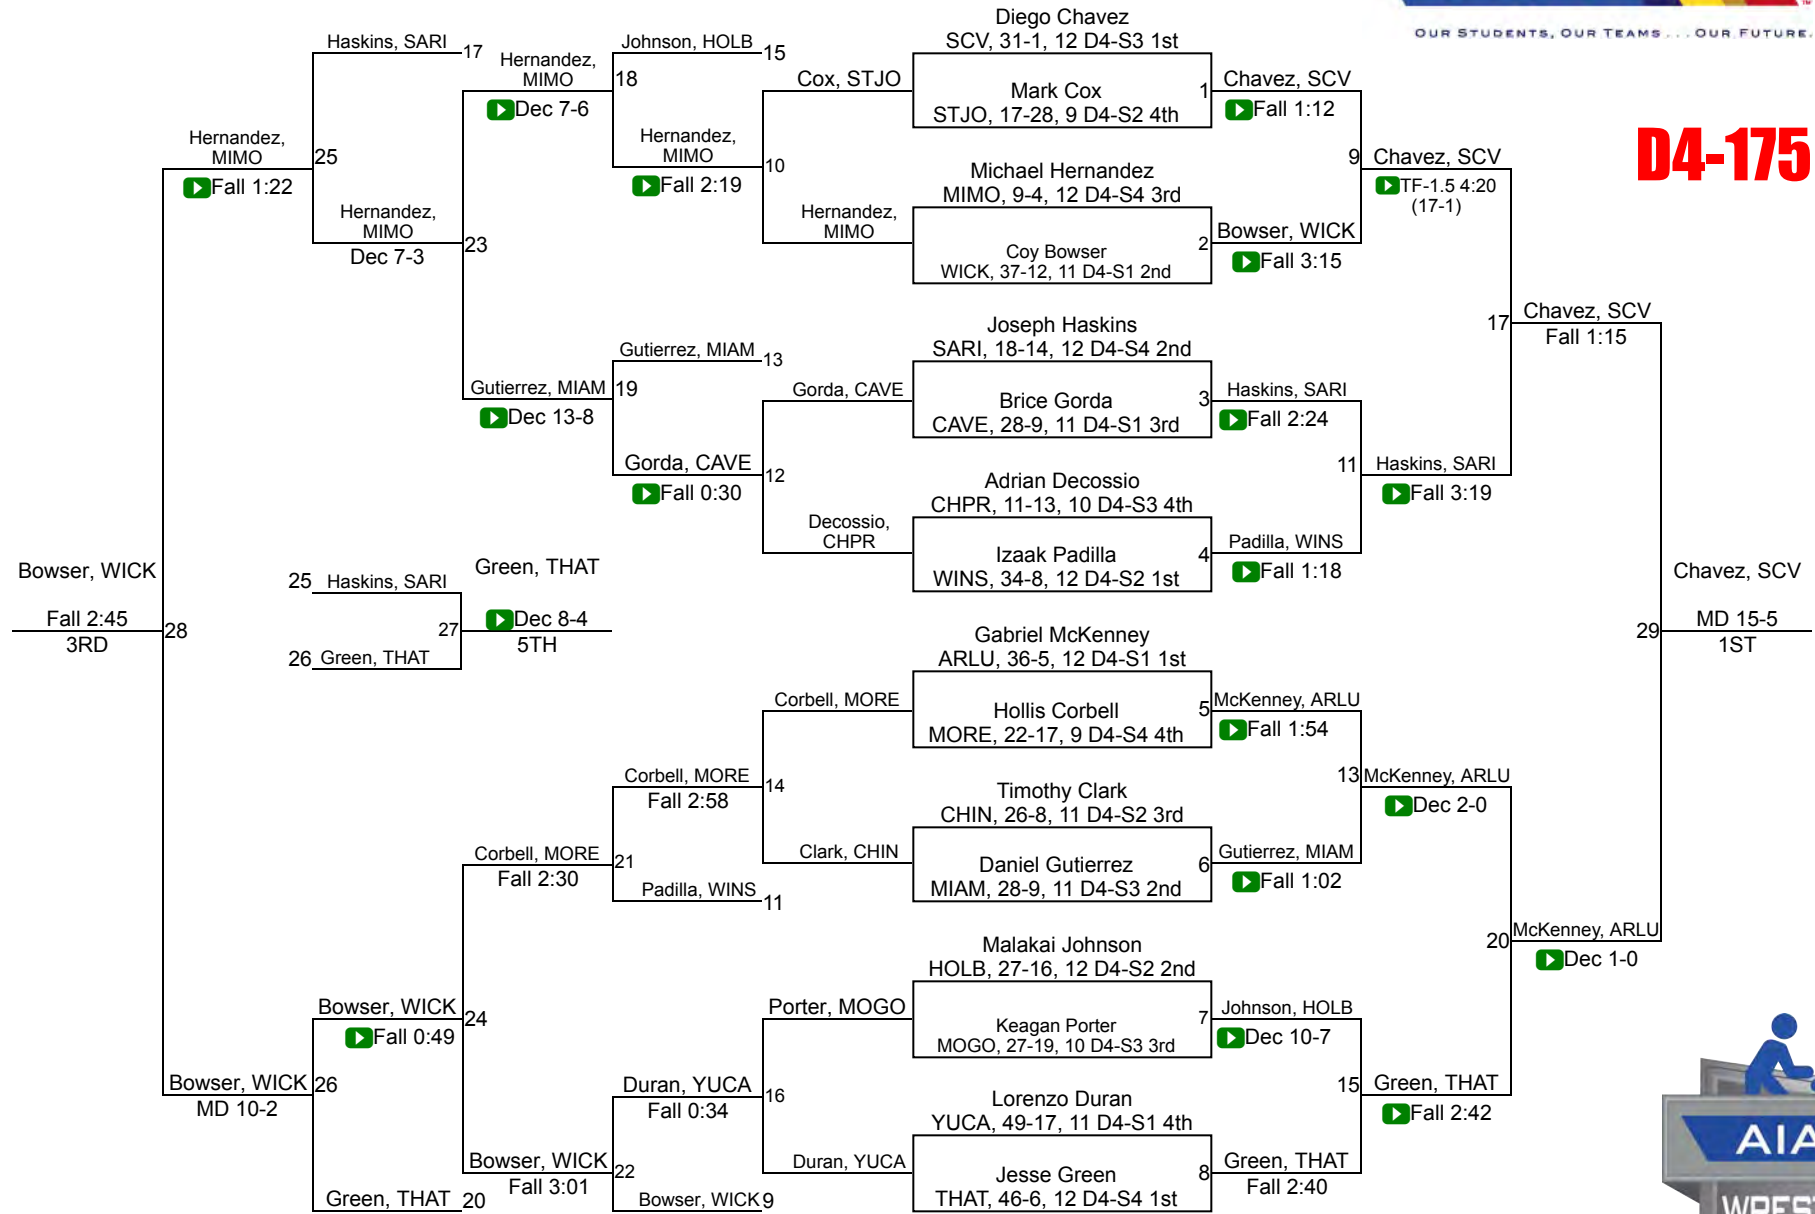 OUR STUDENTS, OUR TEAMS . . . OUR FUTURE.
D4-175
Diego Chavez
SCV, 31-1, 12 D4-S3 1st
Mark Cox
STJO, 17-28, 9 D4-S2 4th
1
Michael Hernandez
MIMO, 9-4, 12 D4-S4 3rd
Coy Bowser
WICK, 37-12, 11 D4-S1 2nd
2
Joseph Haskins
SARI, 18-14, 12 D4-S4 2nd
Brice Gorda
CAVE, 28-9, 11 D4-S1 3rd
3
Adrian Decossio
CHPR, 11-13, 10 D4-S3 4th
Izaak Padilla
WINS, 34-8, 12 D4-S2 1st
4
Gabriel McKenney
ARLU, 36-5, 12 D4-S1 1st
Hollis Corbell
MORE, 22-17, 9 D4-S4 4th
5
Timothy Clark
CHIN, 26-8, 11 D4-S2 3rd
Daniel Gutierrez
MIAM, 28-9, 11 D4-S3 2nd
6
Malakai Johnson
HOLB, 27-16, 12 D4-S2 2nd
Keagan Porter
MOGO, 27-19, 10 D4-S3 3rd
7
Lorenzo Duran
YUCA, 49-17, 11 D4-S1 4th
Jesse Green
THAT, 46-6, 12 D4-S4 1st
8
Chavez, SCV
Fall 1:12
Bowser, WICK
Fall 3:15
Haskins, SARI
Fall 2:24
Padilla, WINS
Fall 1:18
McKenney, ARLU
Fall 1:54
Gutierrez, MIAM
Fall 1:02
Johnson, HOLB
Dec 10-7
Green, THAT
Fall 2:40
9
Chavez, SCV
TF-1.5 4:20
(17-1)
11
Haskins, SARI
Fall 3:19
13
McKenney, ARLU
Dec 2-0
15
Green, THAT
Fall 2:42
17
Chavez, SCV
Fall 1:15
20
McKenney, ARLU
Dec 1-0
Chavez, SCV
29
MD 15-5
1ST
Cox, STJO
Hernandez,
MIMO
10
Gorda, CAVE
Decossio,
CHPR
12
Corbell, MORE
Clark, CHIN
14
Porter, MOGO
Duran, YUCA
16
Johnson, HOLB
15
Hernandez,
MIMO
Fall 2:19
18
Gutierrez, MIAM
13
Gorda, CAVE
Fall 0:30
19
Corbell, MORE
Fall 2:58
Padilla, WINS
11
21
Duran, YUCA
Fall 0:34
Bowser, WICK
9
22
Hernandez,
MIMO
Dec 7-6
Gutierrez, MIAM
Dec 13-8
23
Corbell, MORE
Fall 2:30
Bowser, WICK
Fall 3:01
24
Haskins, SARI
17
Hernandez,
MIMO
Dec 7-3
25
Bowser, WICK
Fall 0:49
Green, THAT
20
26
Hernandez,
MIMO
Fall 1:22
Bowser, WICK
MD 10-2
28
Bowser, WICK
Fall 2:45
3RD
25
Haskins, SARI
26
Green, THAT
27
Green, THAT
Dec 8-4
5TH
AIA